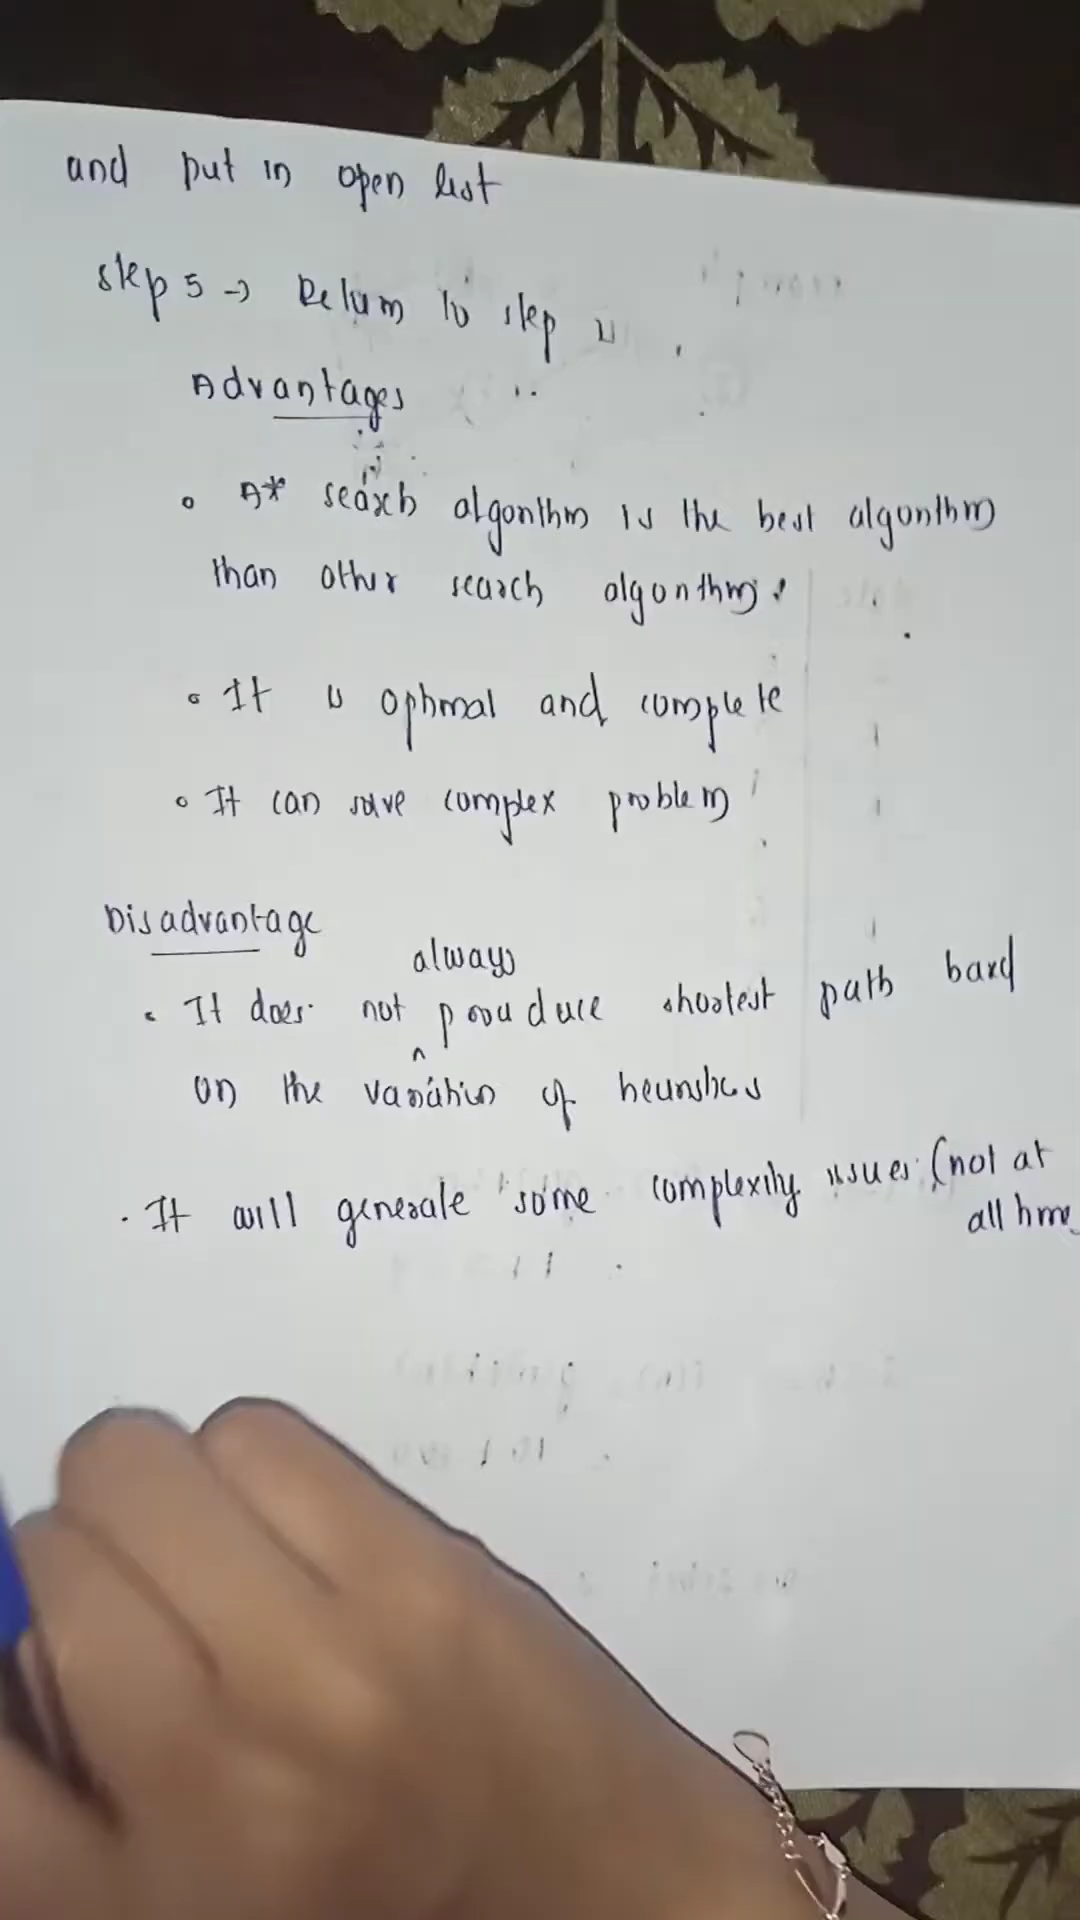 and put in open list
step 5 → Return to step
Advantages
A* search algorithm is the best algorithm
than other search algorithms.
It is optimal and complete
It can solve complex problem
Disadvantage
always
It does not produce shortest path based
on the variation of heuristics
It will generate some complexity issues (not at
all time